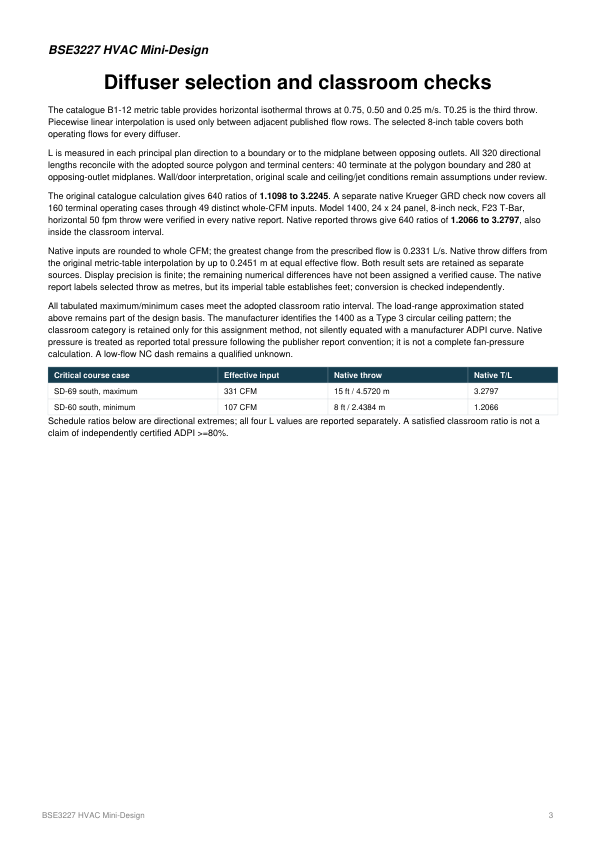 BSE3227 HVAC Mini-Design
Diffuser selection and classroom checks
The catalogue B1-12 metric table provides horizontal isothermal throws at 0.75, 0.50 and 0.25 m/s. T0.25 is the third throw.
Piecewise linear interpolation is used only between adjacent published flow rows. The selected 8-inch table covers both
operating flows for every diffuser.
L is measured in each principal plan direction to a boundary or to the midplane between opposing outlets. All 320 directional
lengths reconcile with the adopted source polygon and terminal centers: 40 terminate at the polygon boundary and 280 at
opposing-outlet midplanes. Wall/door interpretation, original scale and ceiling/jet conditions remain assumptions under review.
The original catalogue calculation gives 640 ratios of 1.1098 to 3.2245. A separate native Krueger GRD check now covers all
160 terminal operating cases through 49 distinct whole-CFM inputs. Model 1400, 24 x 24 panel, 8-inch neck, F23 T-Bar,
horizontal 50 fpm throw were verified in every native report. Native reported throws give 640 ratios of 1.2066 to 3.3797, also
inside the classroom interval.
Native inputs are rounded to whole CFM; the greatest change from the prescribed flow is 0.2331 L/s. Native throw differs from
the original metric-table interpolation by up to 0.2451 m at equal effective flow. Both result sets are retained as separate
sources. Display precision is finite; the remaining numerical differences have not been assigned a verified cause. The native
report labels selected throw as metres, but its imperial table establishes feet; conversion is checked independently.
All tabulated maximum/minimum cases meet the adopted classroom ratio interval. The load-range approximation stated
above remains part of the design basis. The manufacturer identifies the 1400 as a Type 3 circular ceiling pattern; the
classroom category is retained only for this assignment method, not silently equated with a manufacturer ADPI curve. Native
pressure is treated as reported total pressure following the publisher report convention; it is not a complete fan-pressure
calculation. A low-flow NC dash remains a qualified unknown.
Critical course case Effective input Native throw Native T/L
SD-69 south, maximum 331 CFM 15 ft / 4.5720 m 3.2797
SD-60 south, minimum 107 CFM 8 ft / 2.4384 m 1.2066
Schedule ratios below are directional extremes; all four L values are reported separately. A satisfied classroom ratio is not a
claim of independently certified ADPI >=80%.
BSE3227 HVAC Mini-Design 3